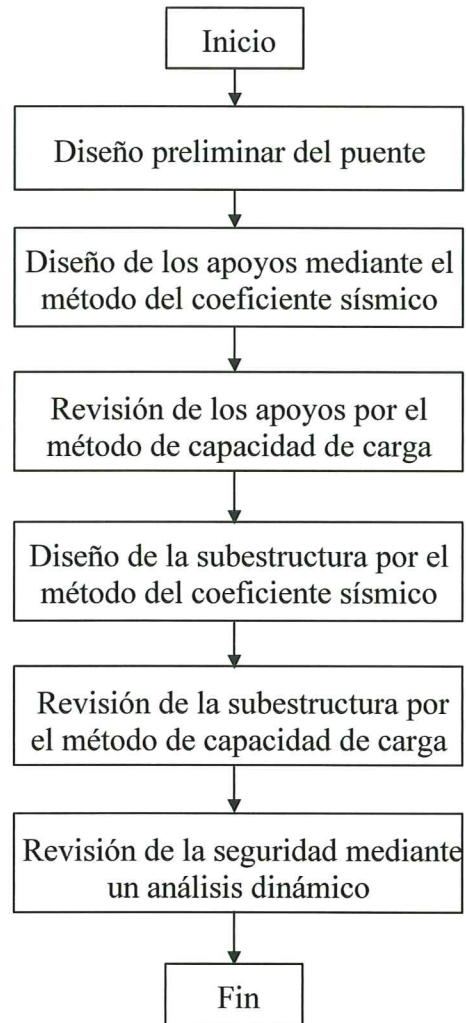 Inicio
Diseño preliminar del puente
Diseño de los apoyos mediante el
método del coeficiente sísmico
Revisión de los apoyos por el
método de capacidad de carga
Diseño de la subestructura por el
método del coeficiente sísmico
Revisión de la subestructura por
el método de capacidad de carga
Revisión de la seguridad mediante
un análisis dinámico
Fin